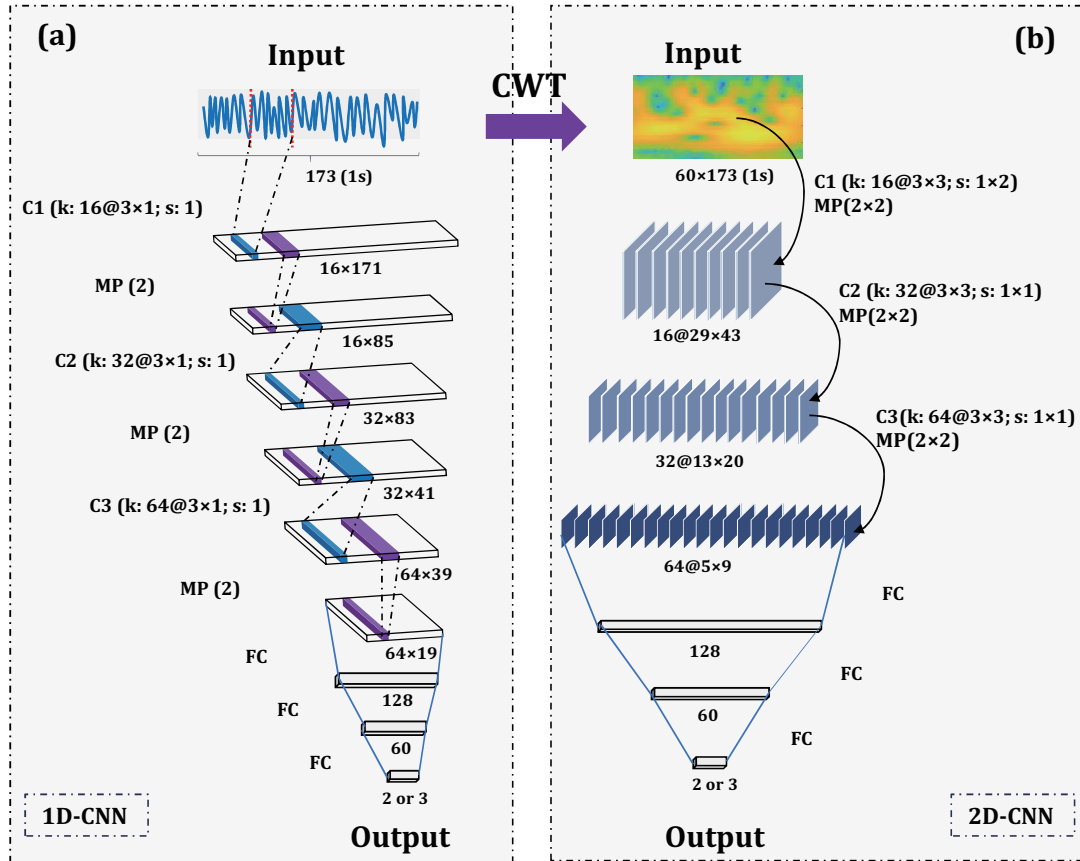 (a)
Input
173 (1s)
C1 (k: 16@3×1; s: 1)
16×171
MP (2)
16×85
C2 (k: 32@3×1; s: 1)
32×83
MP (2)
32×41
C3 (k: 64@3×1; s: 1)
64×39
MP (2)
64×19
FC
128
FC
60
FC
2 or 3
Output
1D-CNN
CWT
(b)
Input
60×173 (1s)
C1 (k: 16@3×3; s: 1×2)
MP(2×2)
16@29×43
C2 (k: 32@3×3; s: 1×1)
MP(2×2)
32@13×20
C3(k: 64@3×3; s: 1×1)
MP(2×2)
64@5×9
FC
128
FC
60
FC
2 or 3
Output
2D-CNN